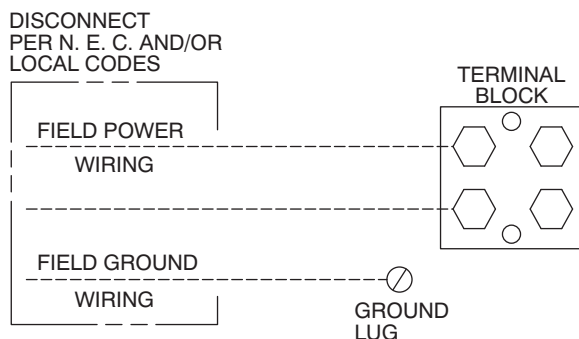 DISCONNECT
PER N. E. C. AND/OR
LOCAL CODES
TERMINAL
BLOCK
FIELD POWER
WIRING
FIELD GROUND
WIRING
GROUND
LUG